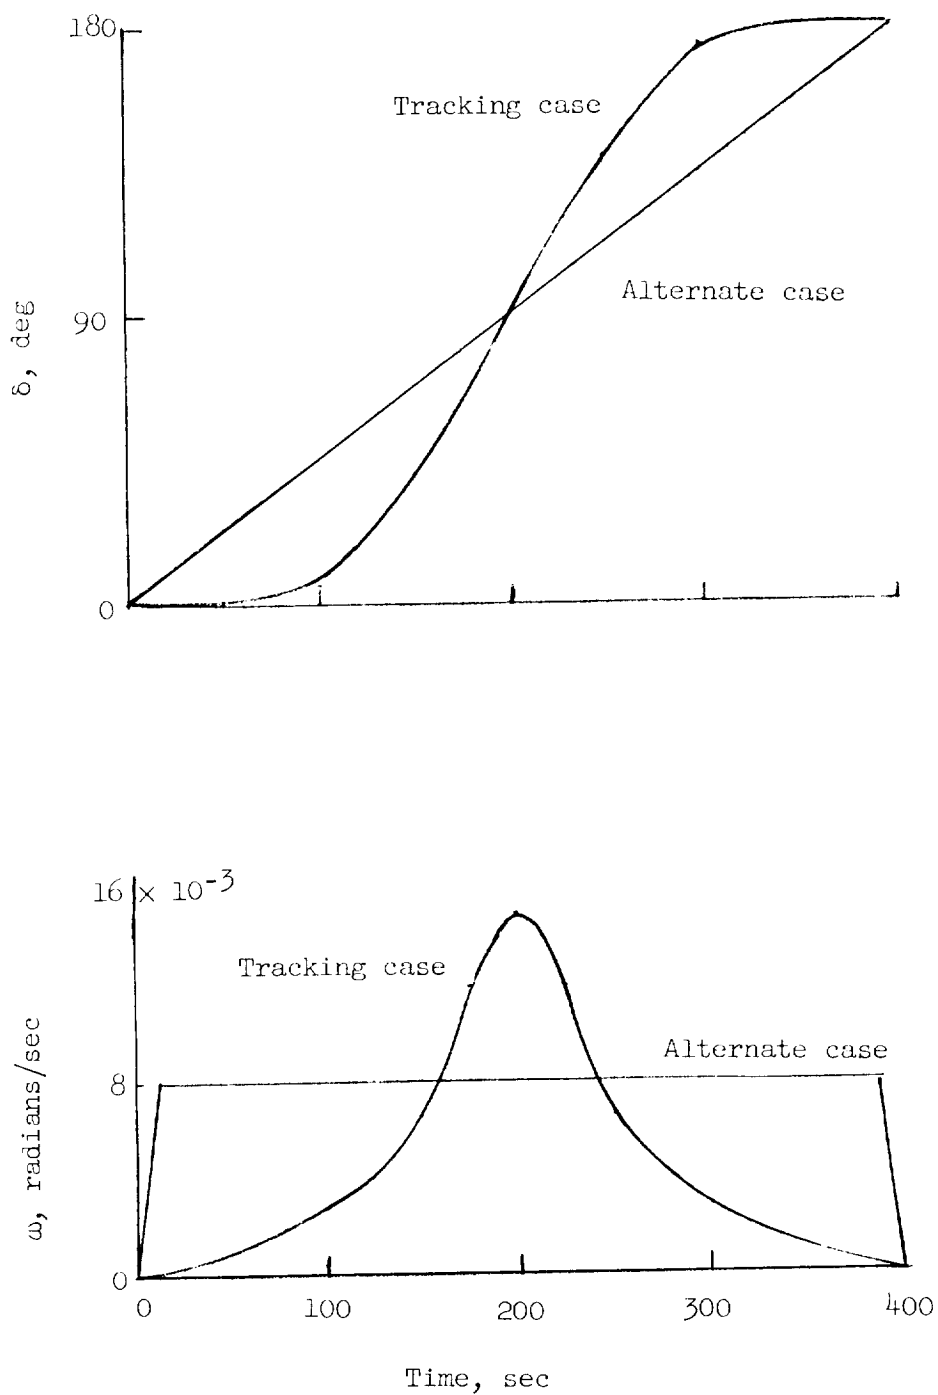 180
Tracking case
Alternate case
90
δ, deg
0
16 × 10-3
Tracking case
Alternate case
8
ω, radians/sec
0
0 100 200 300 400
Time, sec